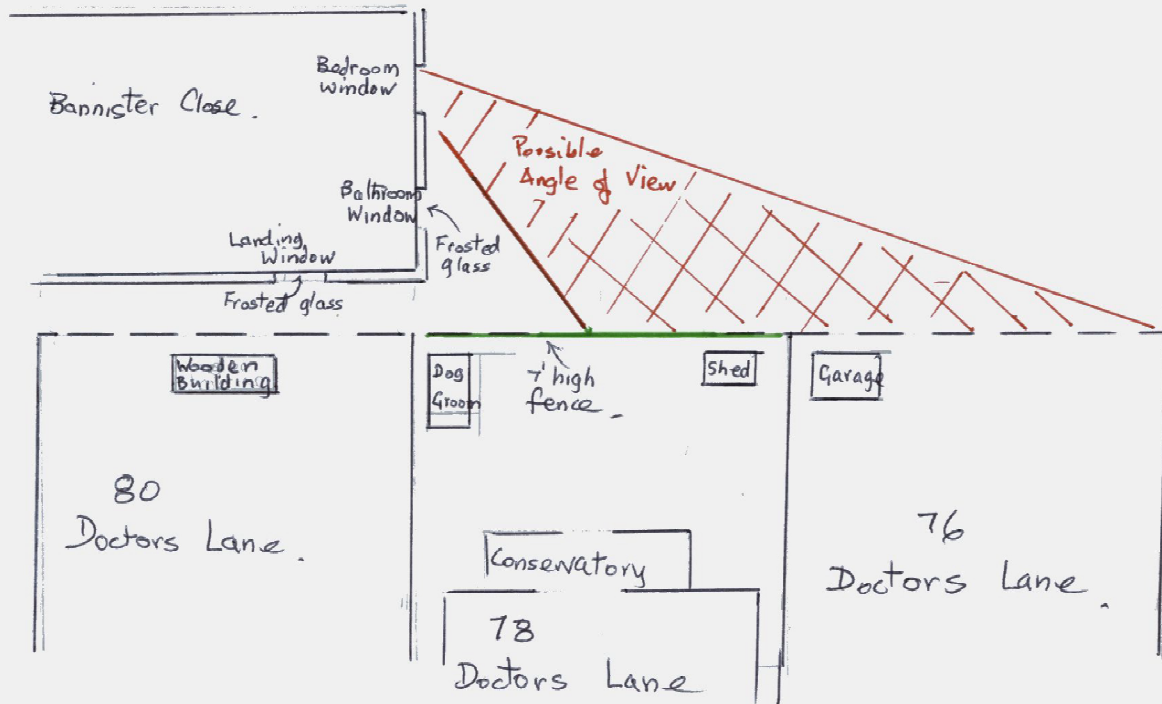 Bedroom
Window
Bannister Close.
Possible
Angle of View
Bathroom
Window
Frosted
glass
Landing
Window
Frosted glass
Wooden
Building
Dog
Groom
7' high
fence.
Shed
Garage
80
Doctors Lane.
76
Doctors Lane.
Conservatory
78
Doctors Lane